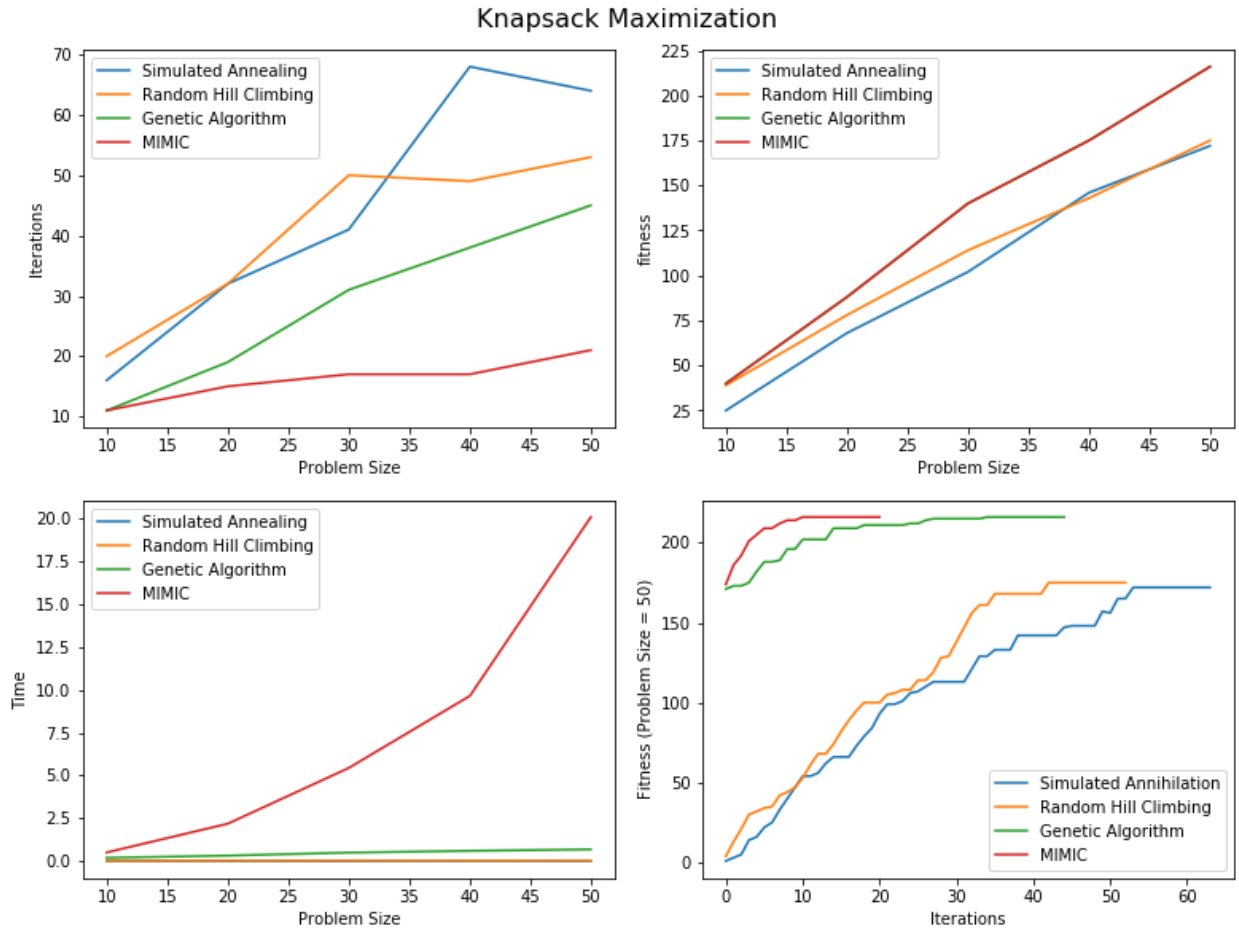 Knapsack Maximization
70
60
50
40
30
20
10
Iterations
Simulated Annealing
Random Hill Climbing
Genetic Algorithm
MIMIC
10 15 20 25 30 35 40 45 50
Problem Size
225
200
175
150
125
100
75
50
25
fitness
Simulated Annealing
Random Hill Climbing
Genetic Algorithm
MIMIC
10 15 20 25 30 35 40 45 50
Problem Size
20.0
17.5
15.0
12.5
10.0
7.5
5.0
2.5
0.0
Time
Simulated Annealing
Random Hill Climbing
Genetic Algorithm
MIMIC
10 15 20 25 30 35 40 45 50
Problem Size
200
150
100
50
0
Fitness (Problem Size = 50)
Simulated Annihilation
Random Hill Climbing
Genetic Algorithm
MIMIC
0 10 20 30 40 50 60
Iterations